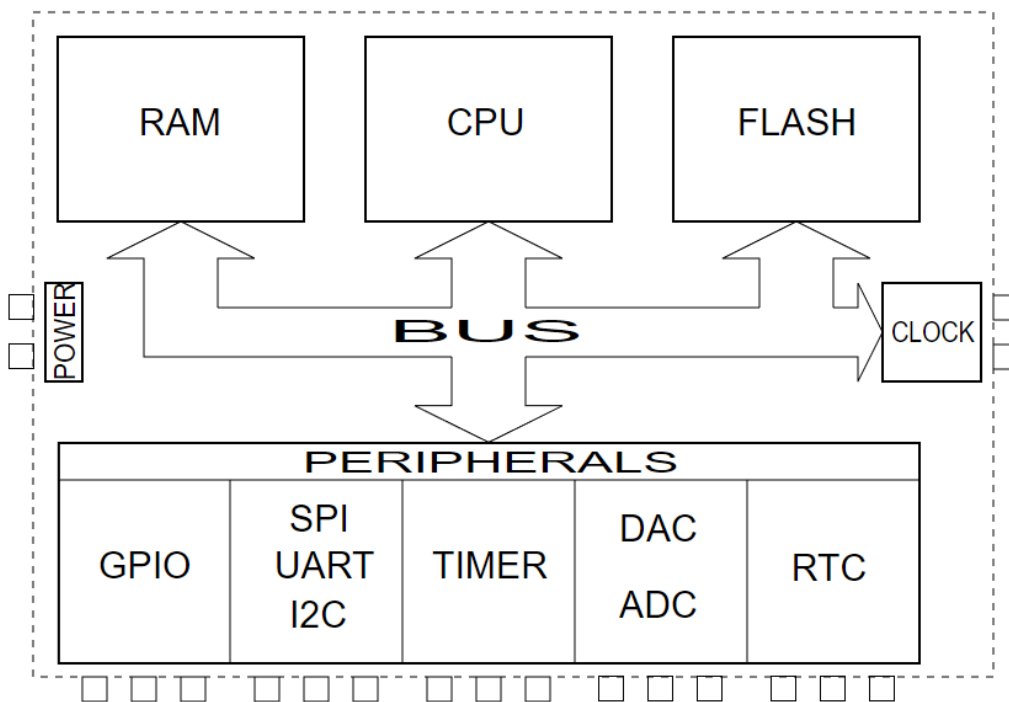 RAM
CPU
FLASH
POWER
BUS
CLOCK
PERIPHERALS
GPIO
SPI
UART
I2C
TIMER
DAC
ADC
RTC